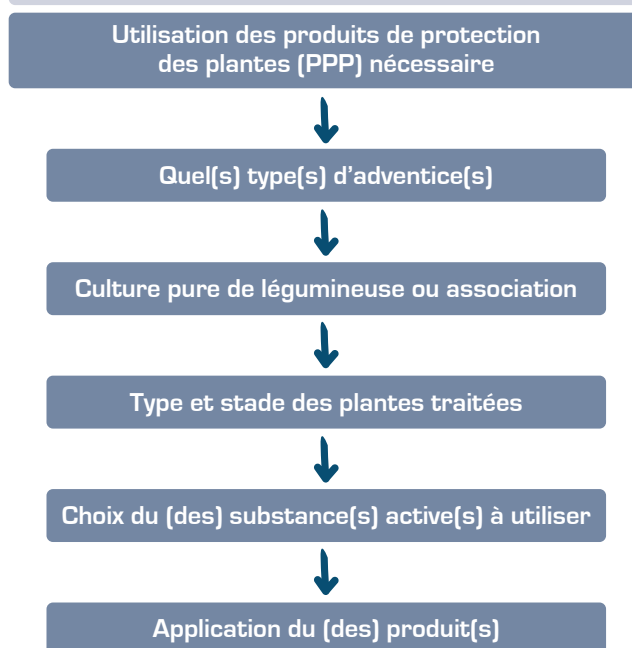 Utilisation des produits de protection
des plantes (PPP) nécessaire
Quel(s) type(s) d'adventice(s)
Culture pure de légumineuse ou association
Type et stade des plantes traitées
Choix du (des) substance(s) active(s) à utiliser
Application du (des) produit(s)